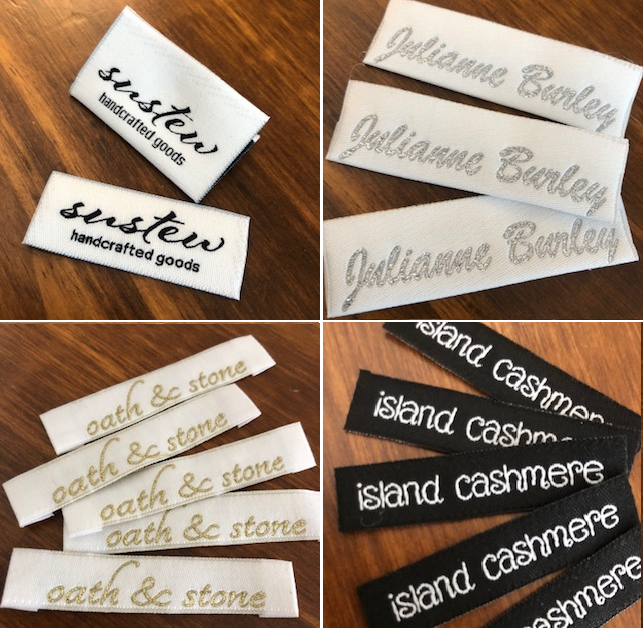 sustew
handcrafted goods
sustew
handcrafted goods
Julianne Burley
Julianne Burley
Julianne Burley
oath & stone
oath & stone
oath & stone
oath & stone
oath & stone
island cashmere
island cashmere
island cashmere
island cashmere
cashmere